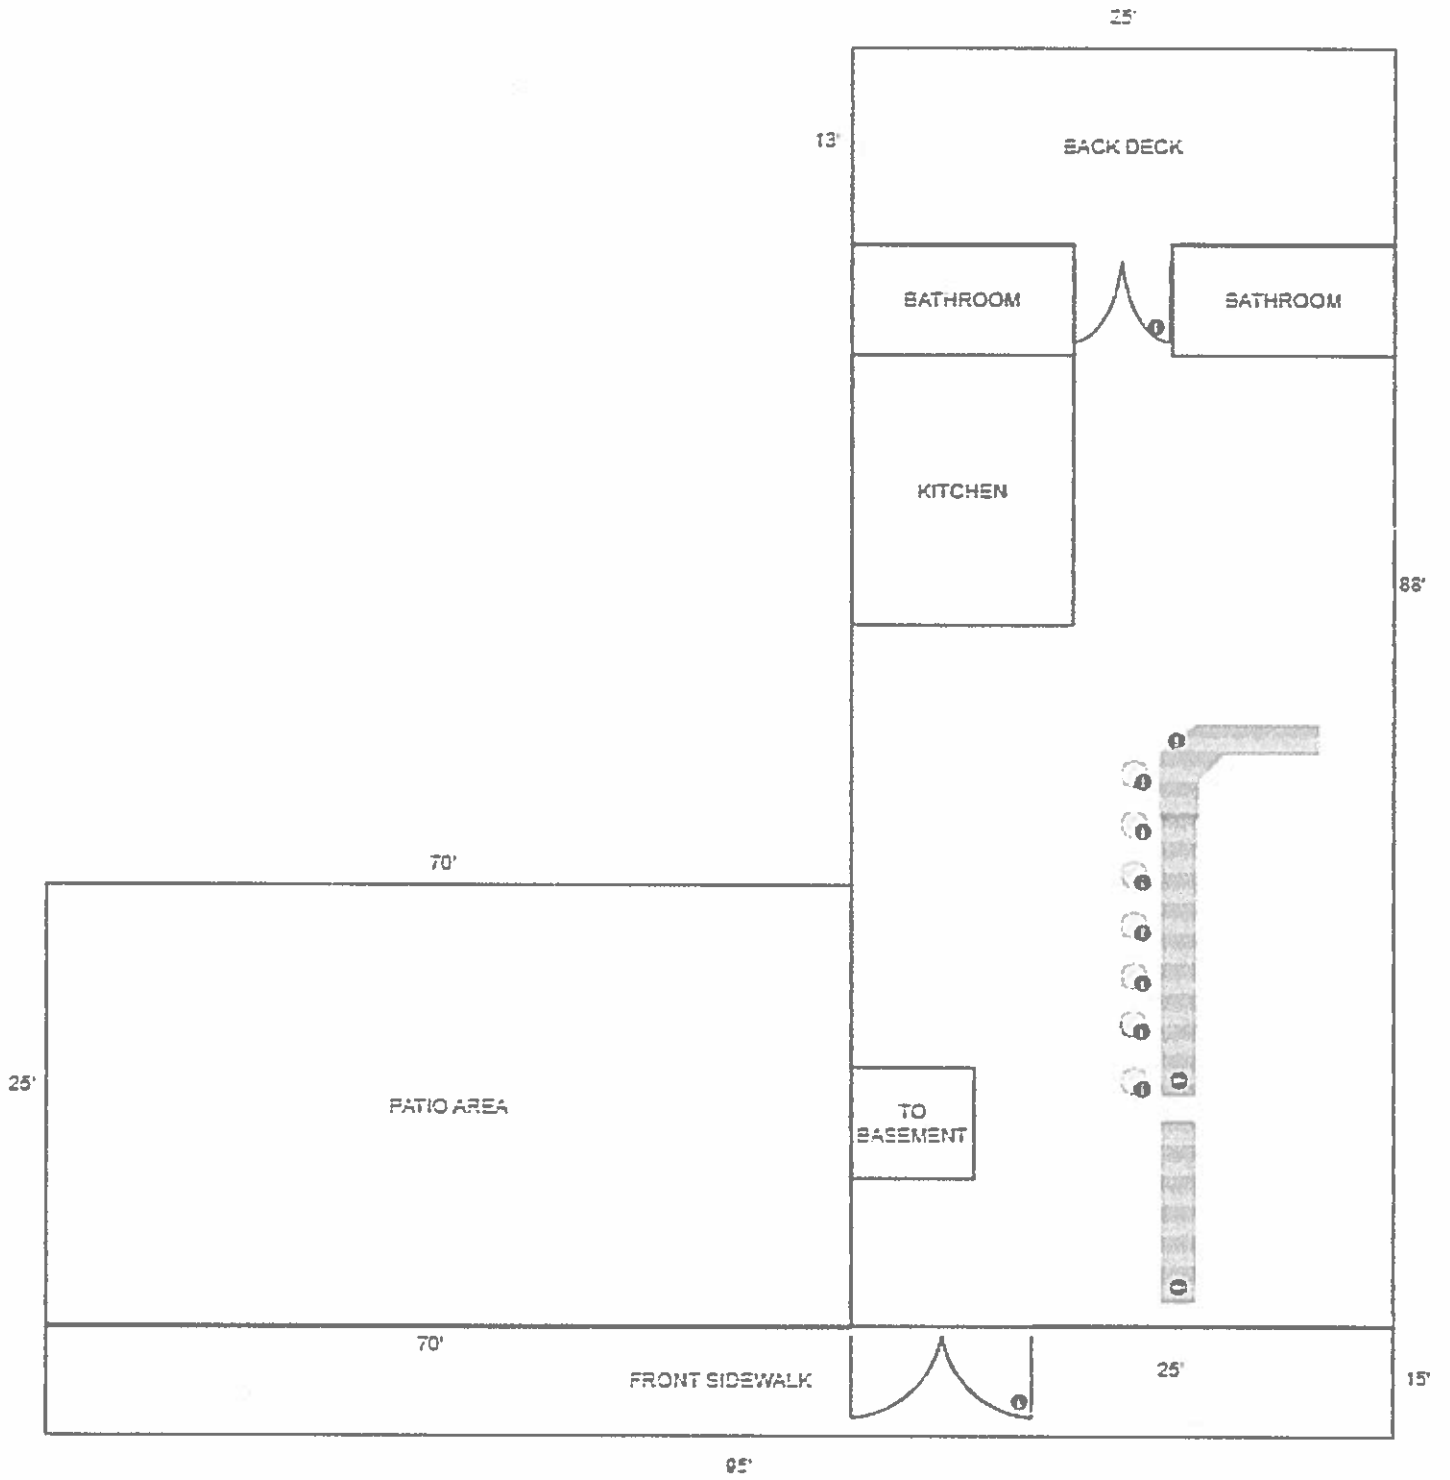 25'
13'
BACK DECK
BATHROOM
BATHROOM
KITCHEN
88'
70'
25'
PATIO AREA
TO
BASEMENT
70'
FRONT SIDEWALK
25'
15'
95'